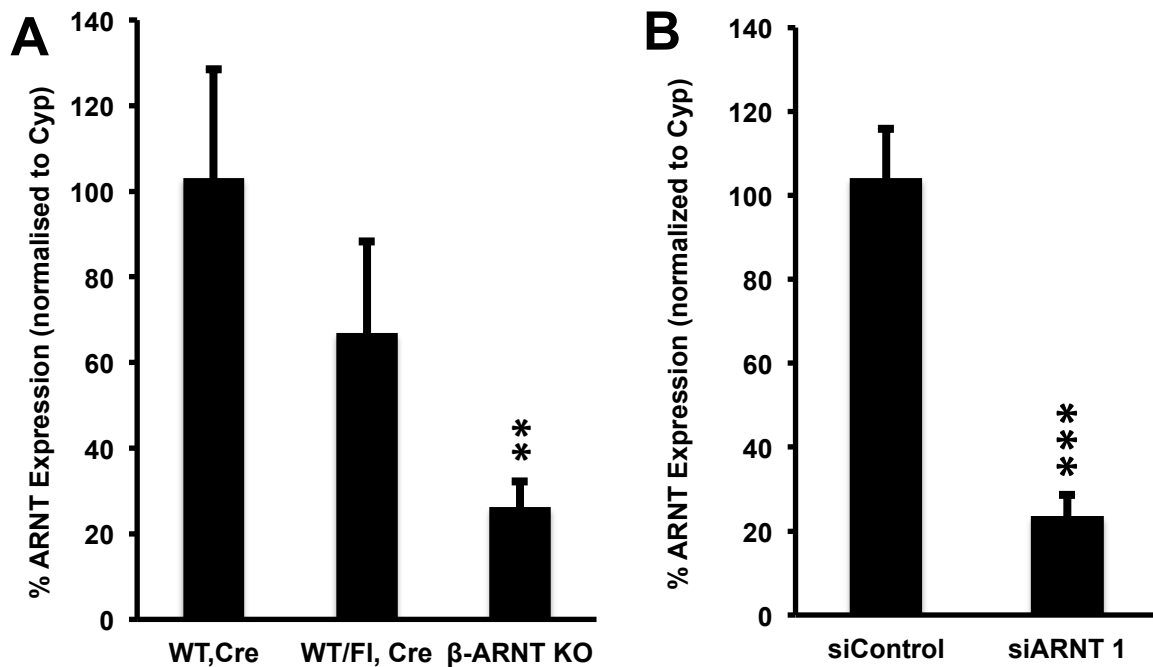 A
% ARNT Expression (normalised to Cyp)
140
120
100
80
60
40
20
0
**
WT,Cre
WT/Fl, Cre
β-ARNT KO
B
% ARNT Expression (normalized to Cyp)
140
120
100
80
60
40
20
0
***
siControl
siARNT 1